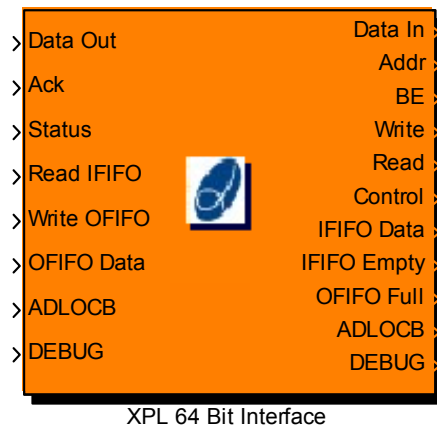 Data Out
Ack
Status
Read IFIFO
Write OFIFO
OFIFO Data
ADLOCB
DEBUG
Data In
Addr
BE
Write
Read
Control
IFIFO Data
IFIFO Empty
OFIFO Full
ADLOCB
DEBUG
XPL 64 Bit Interface